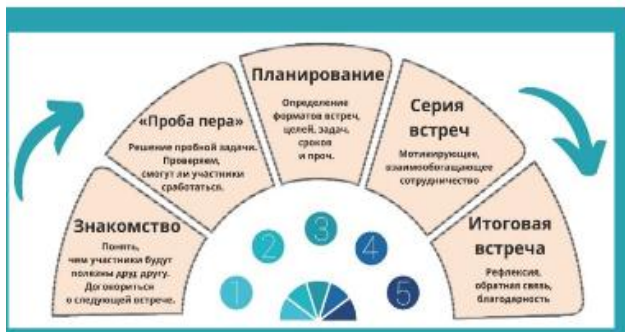 Знакомство
Понять,
чем участники будут
полезны друг другу.
Договориться
о следующей встрече.
«Проба пера»
Решение пробной задачи.
Проверяем,
смогут ли участники
сработаться.
Планирование
Определение
форматов встреч,
целей, задач,
сроков
и проч.
Серия
встреч
Мотивирующее,
взаимообогащающее
сотрудничество
Итоговая
встреча
Рефлексия,
обратная связь,
благодарность
1
2
3
4
5